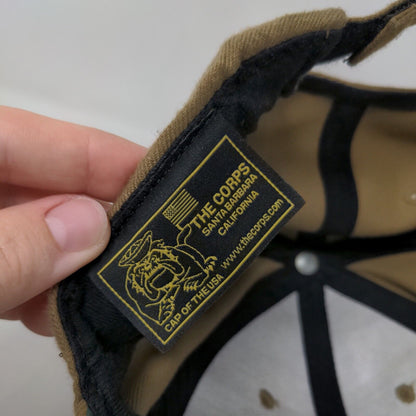 THE CORPS
SANTA BARBARA
CALIFORNIA
www.thecorps.com
CAP OF THE USA